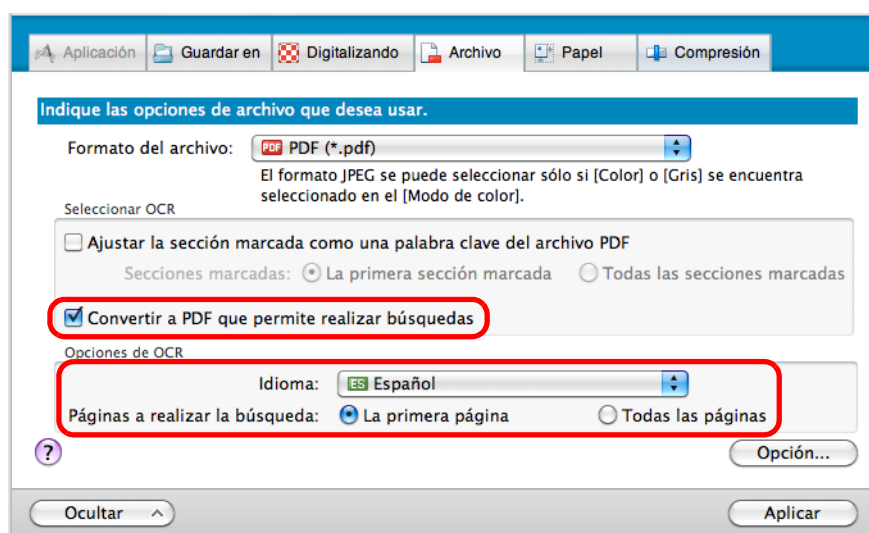 Aplicación Guardar en Digitalizando Archivo Papel Compresión
Indique las opciones de archivo que desea usar.
Formato del archivo: PDF PDF (*.pdf)
El formato JPEG se puede seleccionar sólo si [Color] o [Gris] se encuentra
seleccionado en el [Modo de color].
Seleccionar OCR
Ajustar la sección marcada como una palabra clave del archivo PDF
Secciones marcadas: La primera sección marcada Todas las secciones marcadas
Convertir a PDF que permite realizar búsquedas
Opciones de OCR
Idioma: ES Español
Páginas a realizar la búsqueda: La primera página Todas las páginas
? Opción...
Ocultar Aplicar